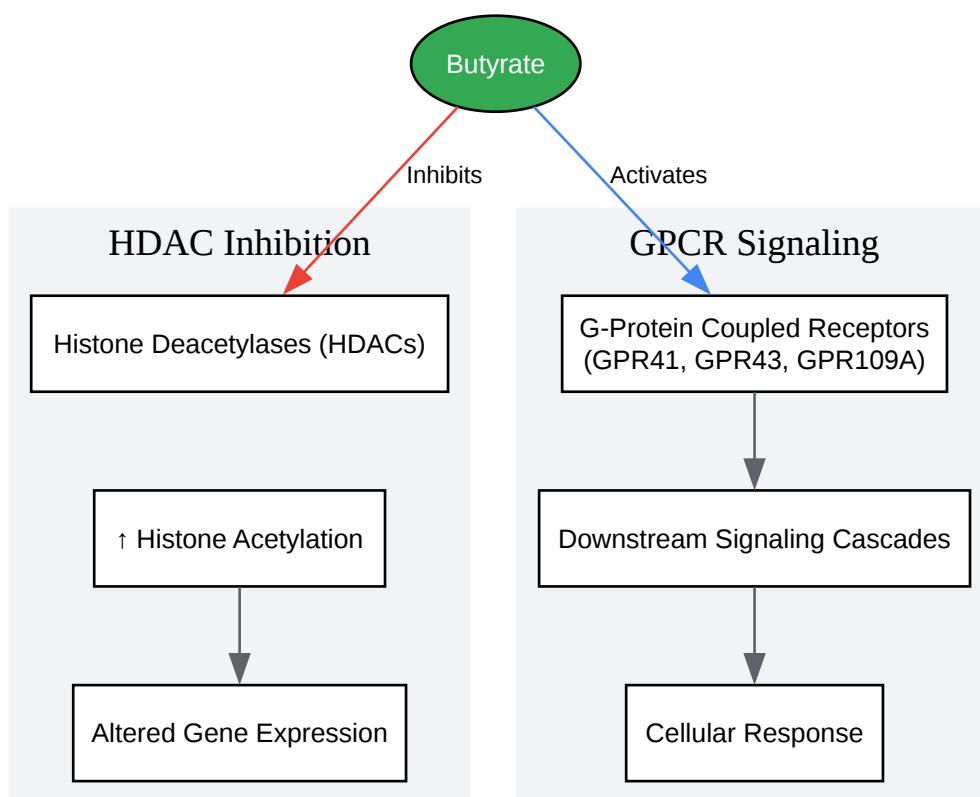 Butyrate
Inhibits
Activates
HDAC Inhibition
GPCR Signaling
Histone Deacetylases (HDACs)
G-Protein Coupled Receptors
(GPR41, GPR43, GPR109A)
↑ Histone Acetylation
Downstream Signaling Cascades
Altered Gene Expression
Cellular Response